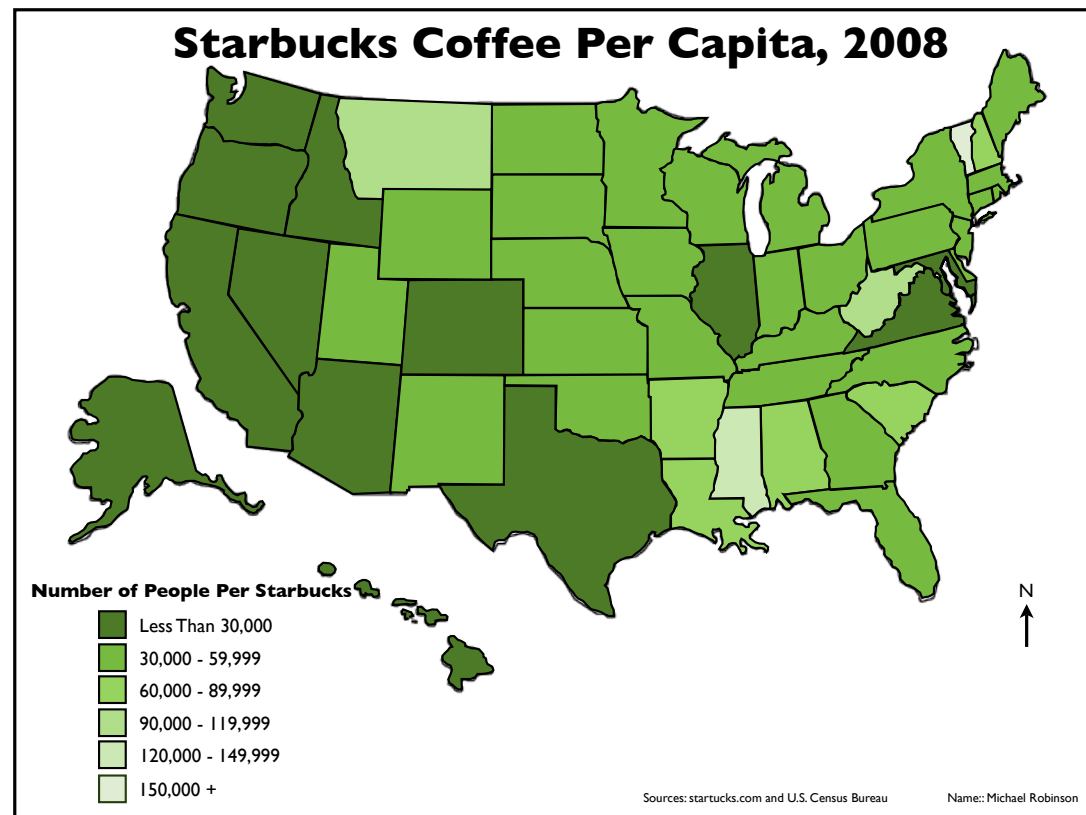 Starbucks Coffee Per Capita, 2008
Number of People Per Starbucks
Less Than 30,000
30,000 - 59,999
60,000 - 89,999
90,000 - 119,999
120,000 - 149,999
150,000 +
N
Sources: startucks.com and U.S. Census Bureau
Name:: Michael Robinson